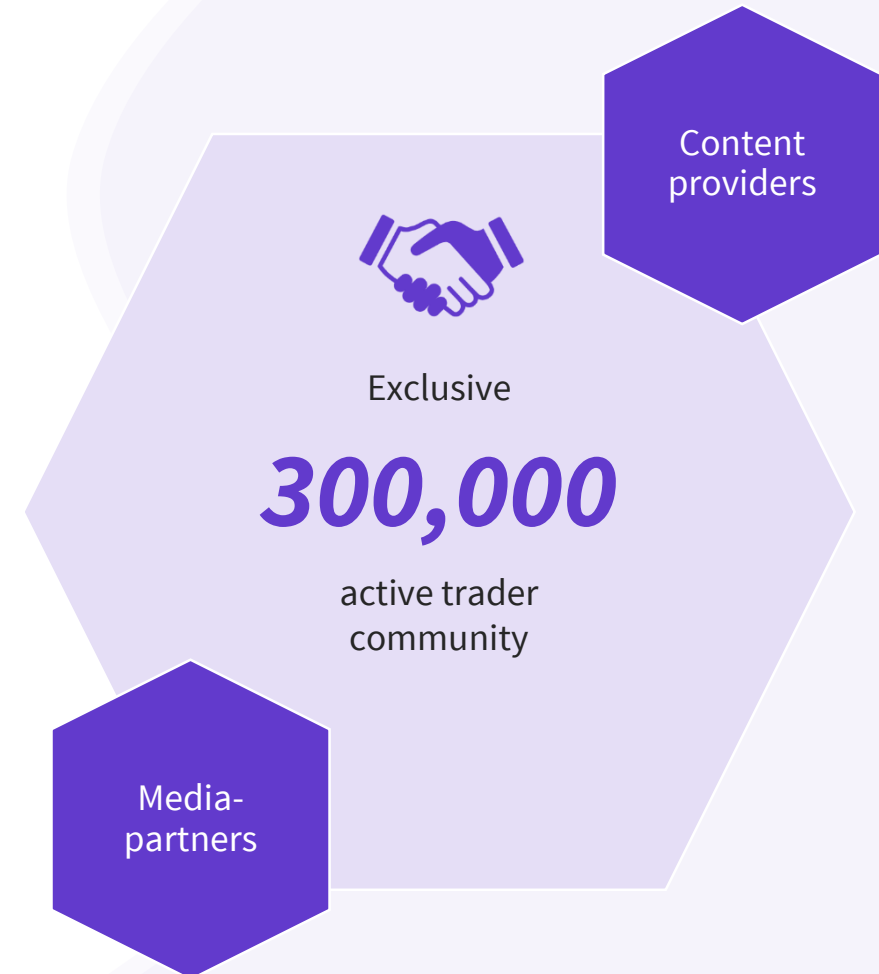 Content
providers
Exclusive
300,000
active trader
community
Media-
partners